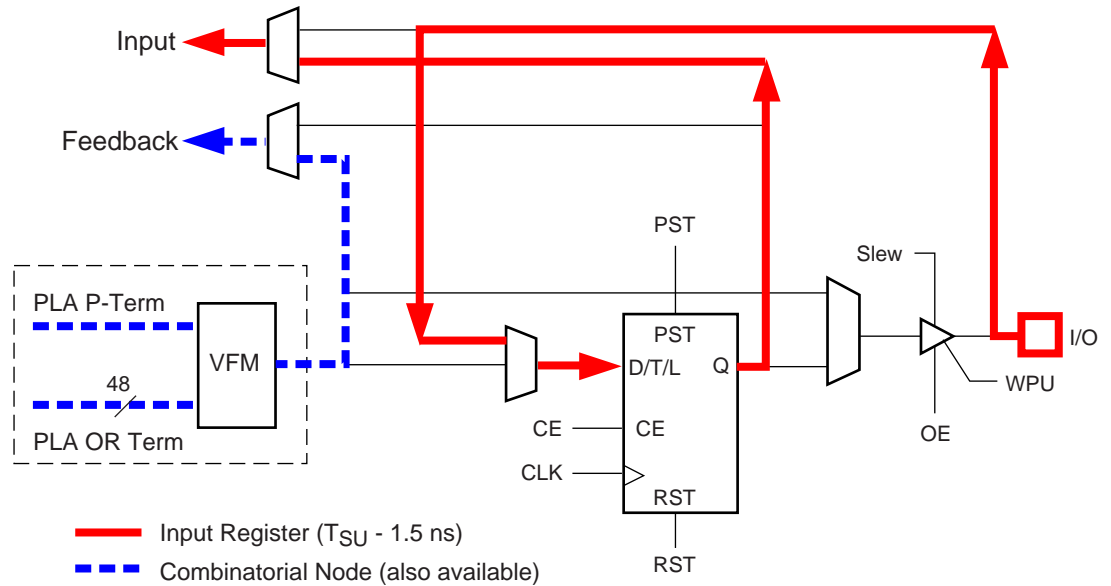 Input
Feedback
PST
Slew
PLA P-Term
VFM
PST
I/O
D/T/L
Q
48
WPU
PLA OR Term
CE
CE
OE
CLK
RST
Input Register (TSU - 1.5 ns)
RST
Combinatorial Node (also available)